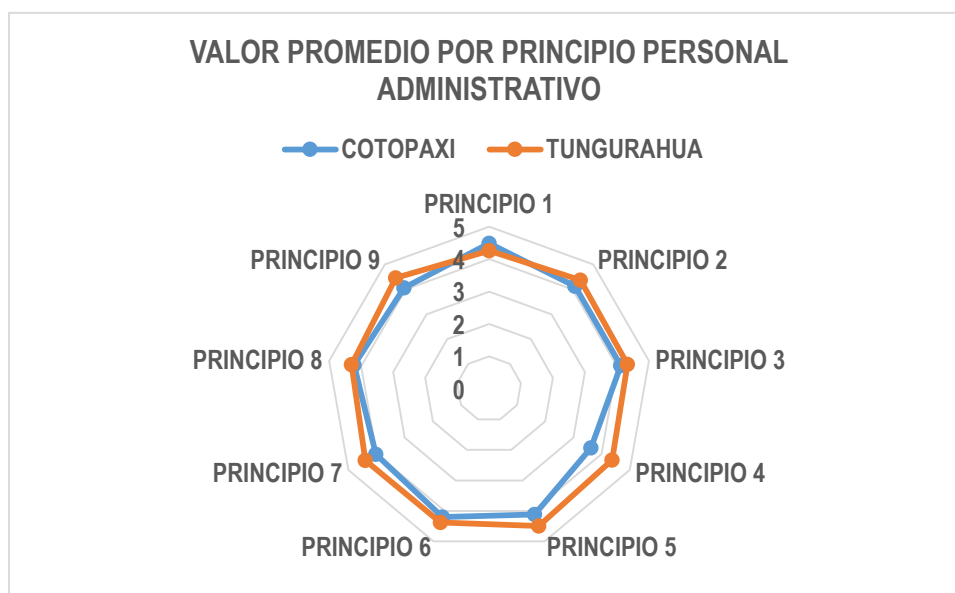 VALOR PROMEDIO POR PRINCIPIO PERSONAL
ADMINISTRATIVO
COTOPAXI
TUNGURAHUA
PRINCIPIO 1
PRINCIPIO 2
PRINCIPIO 3
PRINCIPIO 4
PRINCIPIO 5
PRINCIPIO 6
PRINCIPIO 7
PRINCIPIO 8
PRINCIPIO 9
5
4
3
2
1
0